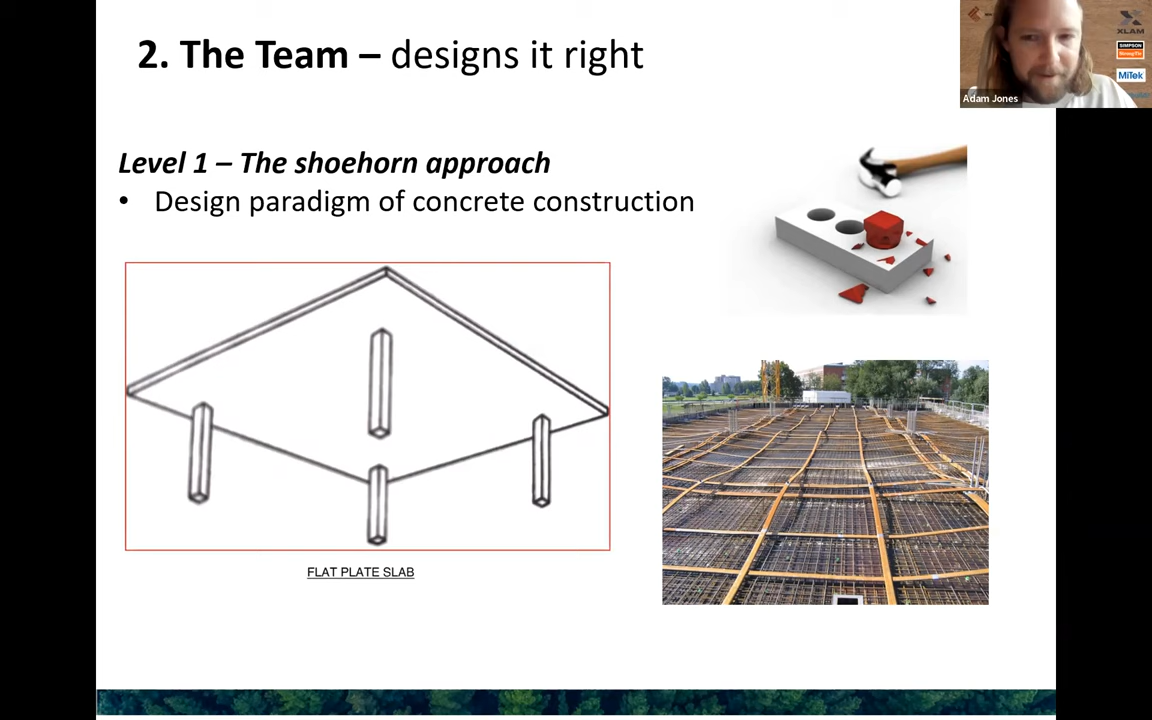 2. The Team – designs it right
XLAM
SIMPSON
Strong-Tie
MiTek
Adam Jones
Level 1 – The shoehorn approach
• Design paradigm of concrete construction
FLAT PLATE SLAB